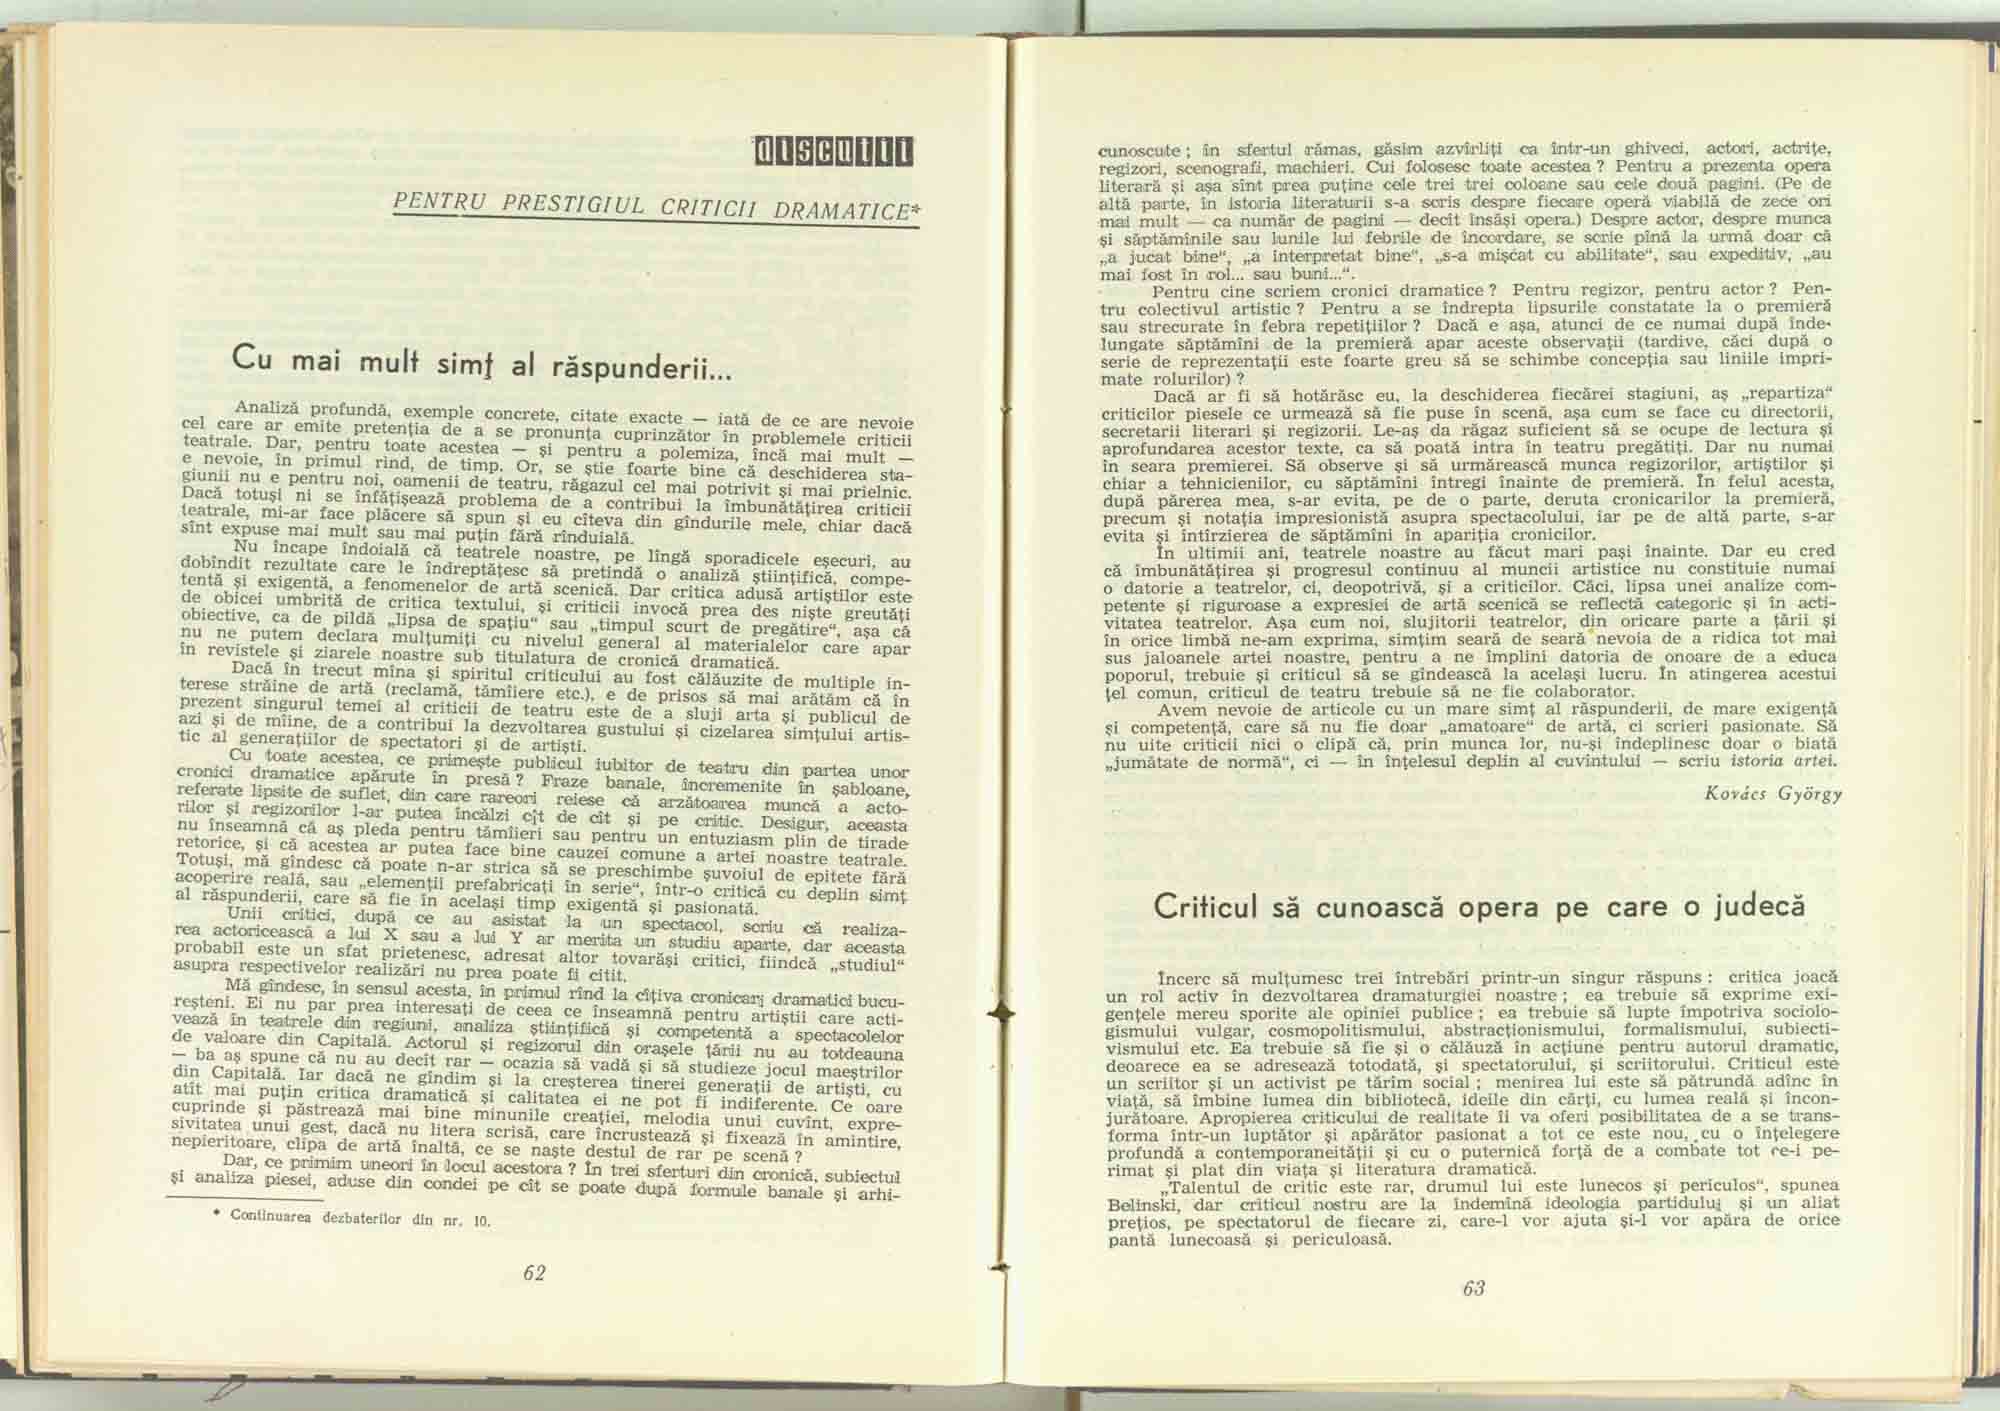 discuții
PENTRU PRESTIGIUL CRITICII DRAMATICE*
Cu mai mult simț al răspunderii...
Analiză profundă, exemple concrete, citate exacte — iată de ce are nevoie
cel care ar emite pretenția de a se pronunța cuprinzător în problemele criticii
teatrale. Dar, pentru toate acestea — și pentru a polemiza, încă mai mult —
e nevoie, în primul rînd, de timp. Or, se știe foarte bine că deschiderea sta-
giunii nu e pentru noi, oamenii de teatru, răgazul cel mai potrivit și mai prielnic.
Dacă totuși ni se înfățișează problema de a contribui la îmbunătățirea criticii
teatrale, mi-ar face plăcere să spun și eu cîteva din gîndurile mele, chiar dacă
sînt expuse mai mult sau mai puțin fără rînduială.
Nu încape îndoială că teatrele noastre, pe lîngă sporadicele eșecuri, au
dobîndit rezultate care le îndreptățesc să pretindă o analiză științifică, compe-
tentă și exigentă, a fenomenelor de artă scenică. Dar critica adusă artiștilor este
de obicei umbrită de critica textului, și criticii invocă prea des niște greutăți
obiective, ca de pildă „lipsa de spațiu“ sau „timpul scurt de pregătire“, așa că
nu ne putem declara mulțumiți cu nivelul general al materialelor care apar
în revistele și ziarele noastre sub titulatura de cronică dramatică.
Dacă în trecut mîna și spiritul criticului au fost călăuzite de multiple in-
terese străine de artă (reclamă, tămîiere etc.), e de prisos să mai arătăm că în
prezent singurul temei al criticii de teatru este de a sluji arta și publicul de
azi și de mîine, de a contribui la dezvoltarea gustului și cizelarea simțului artis-
tic al generațiilor de spectatori și de artiști.
Cu toate acestea, ce primește publicul iubitor de teatru din partea unor
cronici dramatice apărute în presă ? Fraze banale, încremenite în șabloane,
referate lipsite de suflet, din care rareori reiese că arzătoarea muncă a acto-
rilor și regizorilor l-ar putea încălzi cît de cît și pe critic. Desigur, aceasta
nu înseamnă că aș pleda pentru tămîieri sau pentru un entuziasm plin de tirade
retorice, și că acestea ar putea face bine cauzei comune a artei noastre teatrale.
Totuși, mă gîndesc că poate n-ar strica să se preschimbe șuvoiul de epitete fără
acoperire reală, sau „elemenții prefabricați în serie“, într-o critică cu deplin simț
al răspunderii, care să fie în același timp exigentă și pasionată.
Unii critici, după ce au asistat la un spectacol, scriu că realiza-
rea actoricească a lui X sau a lui Y ar merita un studiu aparte, dar aceasta
probabil este un sfat prietenesc, adresat altor tovarăși critici, fiindcă „studiul“
asupra respectivelor realizări nu prea poate fi citit.
Mă gîndesc, în sensul acesta, în primul rînd la cîțiva cronicari dramatici bucu-
reșteni. Ei nu par prea interesați de ceea ce înseamnă pentru artiștii care acti-
vează în teatrele din regiuni, analiza științifică și competentă a spectacolelor
de valoare din Capitală. Actorul și regizorul din orașele țării nu au totdeauna
— ba aș spune că nu au decît rar — ocazia să vadă și să studieze jocul maeștrilor
din Capitală. Iar dacă ne gîndim și la creșterea tinerei generații de artiști, cu
atît mai puțin critica dramatică și calitatea ei ne pot fi indiferente. Ce oare
cuprinde și păstrează mai bine minunile creației, melodia unui cuvînt, expre-
sivitatea unui gest, dacă nu litera scrisă, care încrustează și fixează în amintire,
nepieritoare, clipa de artă înaltă, ce se naște destul de rar pe scenă ?
Dar, ce primim uneori în locul acestora ? În trei sferturi din cronică, subiectul
și analiza piesei, aduse din condei pe cît se poate după formule banale și arhi-
* Continuarea dezbaterilor din nr. 10.
62
cunoscute ; în sfertul rămas, găsim azvîrliți ca într-un ghiveci, actori, actrițe,
regizori, scenografi, machieri. Cui folosesc toate acestea ? Pentru a prezenta opera
literară și așa sînt prea puține cele trei trei coloane sau cele două pagini. (Pe de
altă parte, în istoria literaturii s-a scris despre fiecare operă viabilă de zece ori
mai mult — ca număr de pagini — decît însăși opera.) Despre actor, despre munca
și săptămînile sau lunile lui febrile de încordare, se scrie pînă la urmă doar că
„a jucat bine“, „a interpretat bine“, „s-a mișcat cu abilitate“, sau expeditiv, „au
mai fost în rol... sau buni...“.
Pentru cine scriem cronici dramatice ? Pentru regizor, pentru actor ? Pen-
tru colectivul artistic ? Pentru a se îndrepta lipsurile constatate la o premieră
sau strecurate în febra repetițiilor ? Dacă e așa, atunci de ce numai după înde-
lungate săptămîni de la premieră apar aceste observații (tardive, căci după o
serie de reprezentații este foarte greu să se schimbe concepția sau liniile impri-
mate rolurilor) ?
Dacă ar fi să hotărăsc eu, la deschiderea fiecărei stagiuni, aș „repartiza“
criticilor piesele ce urmează să fie puse în scenă, așa cum se face cu directorii,
secretarii literari și regizorii. Le-aș da răgaz suficient să se ocupe de lectura și
aprofundarea acestor texte, ca să poată intra în teatru pregătiți. Dar nu numai
în seara premierei. Să observe și să urmărească munca regizorilor, artiștilor și
chiar a tehnicienilor, cu săptămîni întregi înainte de premieră. În felul acesta,
după părerea mea, s-ar evita, pe de o parte, deruta cronicarilor la premieră,
precum și notația impresionistă asupra spectacolului, iar pe de altă parte, s-ar
evita și întîrzierea de săptămîni în apariția cronicilor.
În ultimii ani, teatrele noastre au făcut mari pași înainte. Dar eu cred
că îmbunătățirea și progresul continuu al muncii artistice nu constituie numai
o datorie a teatrelor, ci, deopotrivă, și a criticilor. Căci, lipsa unei analize com-
petente și riguroase a expresiei de artă scenică se reflectă categoric și în acti-
vitatea teatrelor. Așa cum noi, slujitorii teatrelor, din oricare parte a țării și
în orice limbă ne-am exprima, simțim seară de seară nevoia de a ridica tot mai
sus jaloanele artei noastre, pentru a ne împlini datoria de onoare de a educa
poporul, trebuie și criticul să se gîndească la același lucru. În atingerea acestui
țel comun, criticul de teatru trebuie să ne fie colaborator.
Avem nevoie de articole cu un mare simț al răspunderii, de mare exigență
și competență, care să nu fie doar „amatoare“ de artă, ci scrieri pasionate. Să
nu uite criticii nici o clipă că, prin munca lor, nu-și îndeplinesc doar o biată
„jumătate de normă“, ci — în înțelesul deplin al cuvîntului — scriu istoria artei.
Kovács György
Criticul să cunoască opera pe care o judecă
Încerc să mulțumesc trei întrebări printr-un singur răspuns : critica joacă
un rol activ în dezvoltarea dramaturgiei noastre ; ea trebuie să exprime exi-
gențele mereu sporite ale opiniei publice ; ea trebuie să lupte împotriva sociolo-
gismului vulgar, cosmopolitismului, abstracționismului, formalismului, subiecti-
vismului etc. Ea trebuie să fie și o călăuză în acțiune pentru autorul dramatic,
deoarece ea se adresează totodată, și spectatorului, și scriitorului. Criticul este
un scriitor și un activist pe tărîm social ; menirea lui este să pătrundă adînc în
viață, să îmbine lumea din bibliotecă, ideile din cărți, cu lumea reală și încon-
jurătoare. Apropierea criticului de realitate îi va oferi posibilitatea de a se trans-
forma într-un luptător și apărător pasionat a tot ce este nou, cu o înțelegere
profundă a contemporaneității și cu o puternică forță de a combate tot ce-i pe-
rimat și plat din viața și literatura dramatică.
„Talentul de critic este rar, drumul lui este lunecos și periculos“, spunea
Belinski, dar criticul nostru are la îndemînă ideologia partidului și un aliat
prețios, pe spectatorul de fiecare zi, care-l vor ajuta și-l vor apăra de orice
pantă lunecoasă și periculoasă.
63